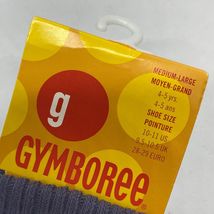 MEDIUM-LARGE
MOYEN-GRAND
4-5 yrs.
4-5 ans
SHOE SIZE
POINTURE
10-11 US
9.5-10.5 UK
28-29 EURO
g
GYMBOREE®